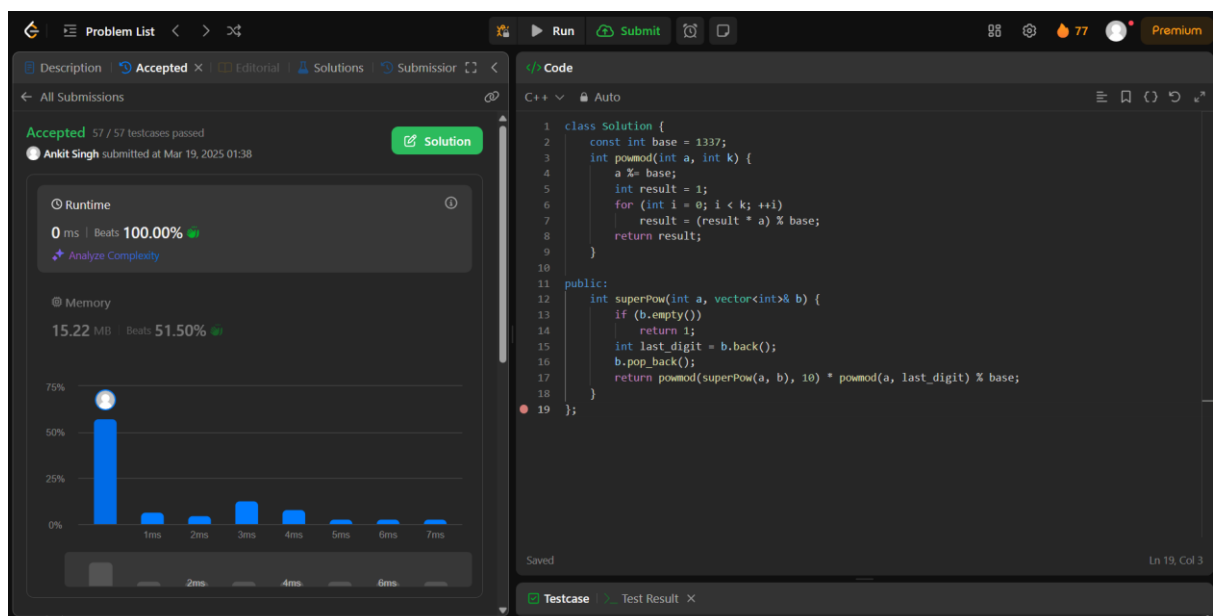 Problem List
Run
Submit
77
Premium
Description
Accepted
Editorial
Solutions
Submission
All Submissions
Accepted 57 / 57 testcases passed
Ankit Singh submitted at Mar 19, 2025 01:38
Solution
Runtime
0 ms | Beats 100.00%
Analyze Complexity
Memory
15.22 MB | Beats 51.50%
75%
50%
25%
0%
1ms 2ms 3ms 4ms 5ms 6ms 7ms
2ms 4ms 6ms
</> Code
C++ Auto
1 class Solution {
2 const int base = 1337;
3 int powmod(int a, int k) {
4 a %= base;
5 int result = 1;
6 for (int i = 0; i < k; ++i)
7 result = (result * a) % base;
8 return result;
9 }
10
11 public:
12 int superPow(int a, vector<int>& b) {
13 if (b.empty())
14 return 1;
15 int last_digit = b.back();
16 b.pop_back();
17 return powmod(superPow(a, b), 10) * powmod(a, last_digit) % base;
18 }
19 };
Saved
Ln 19, Col 3
Testcase
>_ Test Result